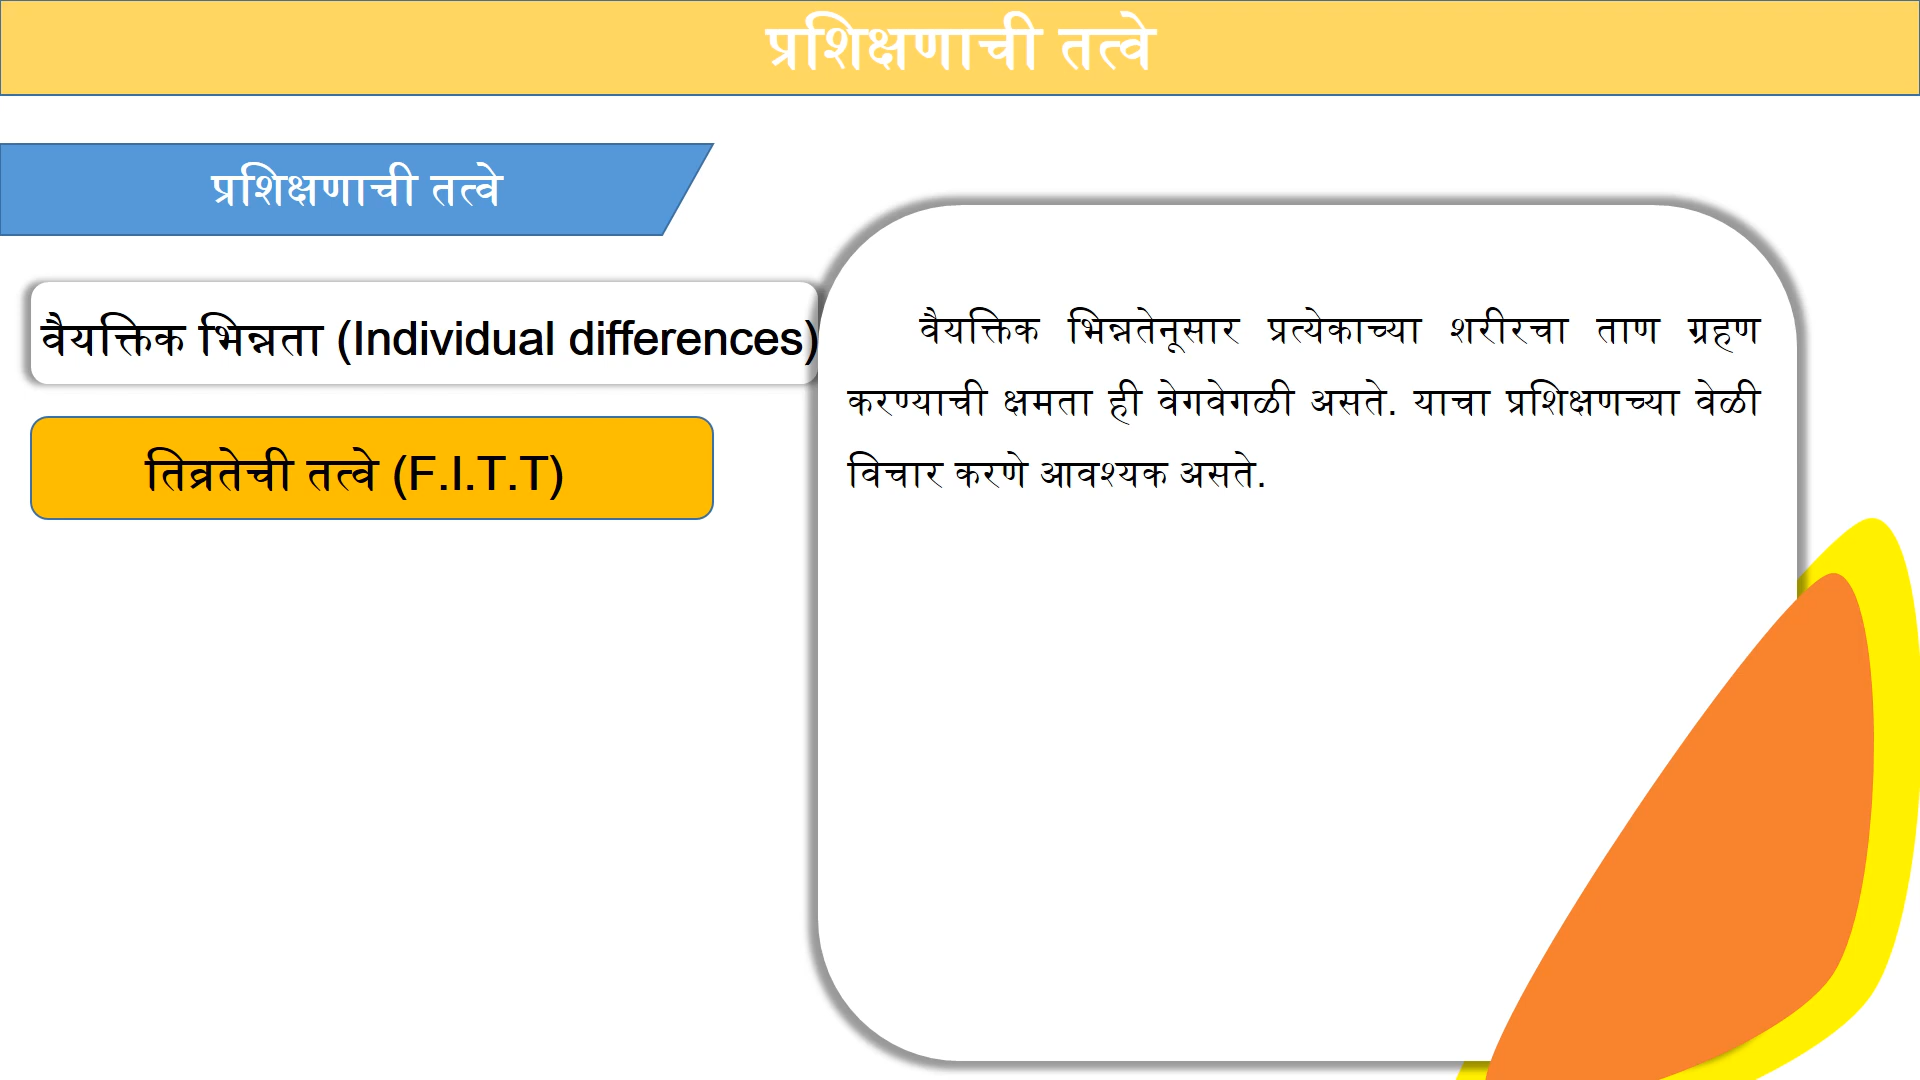 प्रशिक्षणाची तत्वे
प्रशिक्षणाची तत्वे
वैयक्तिक भिन्नता (Individual differences)
तिव्रतेची तत्वे (F.I.T.T)
वैयक्तिक भिन्नतेनूसार प्रत्येकाच्या शरीरचा ताण ग्रहण
करण्याची क्षमता ही वेगवेगळी असते. याचा प्रशिक्षणच्या वेळी
विचार करणे आवश्यक असते.